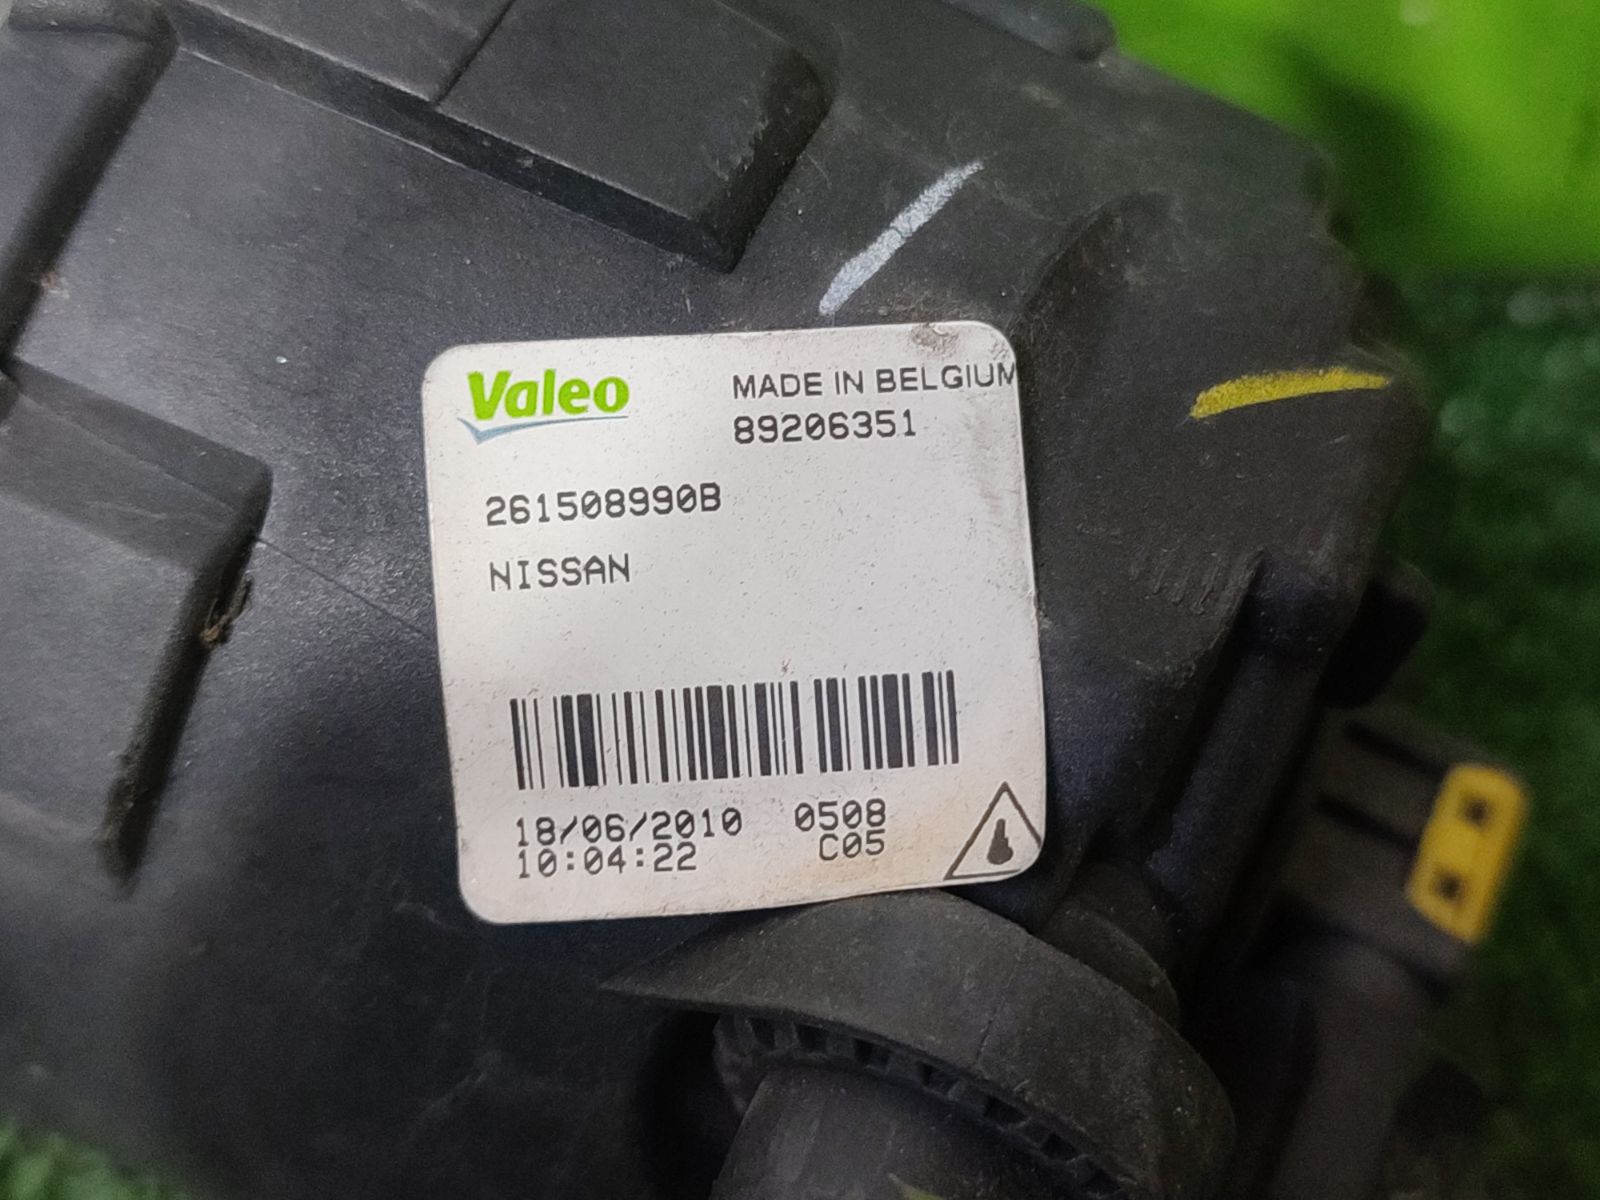 Valeo
MADE IN BELGIUM
89206351
261508990B
NISSAN
18/06/2010 0508
10:04:22 C05